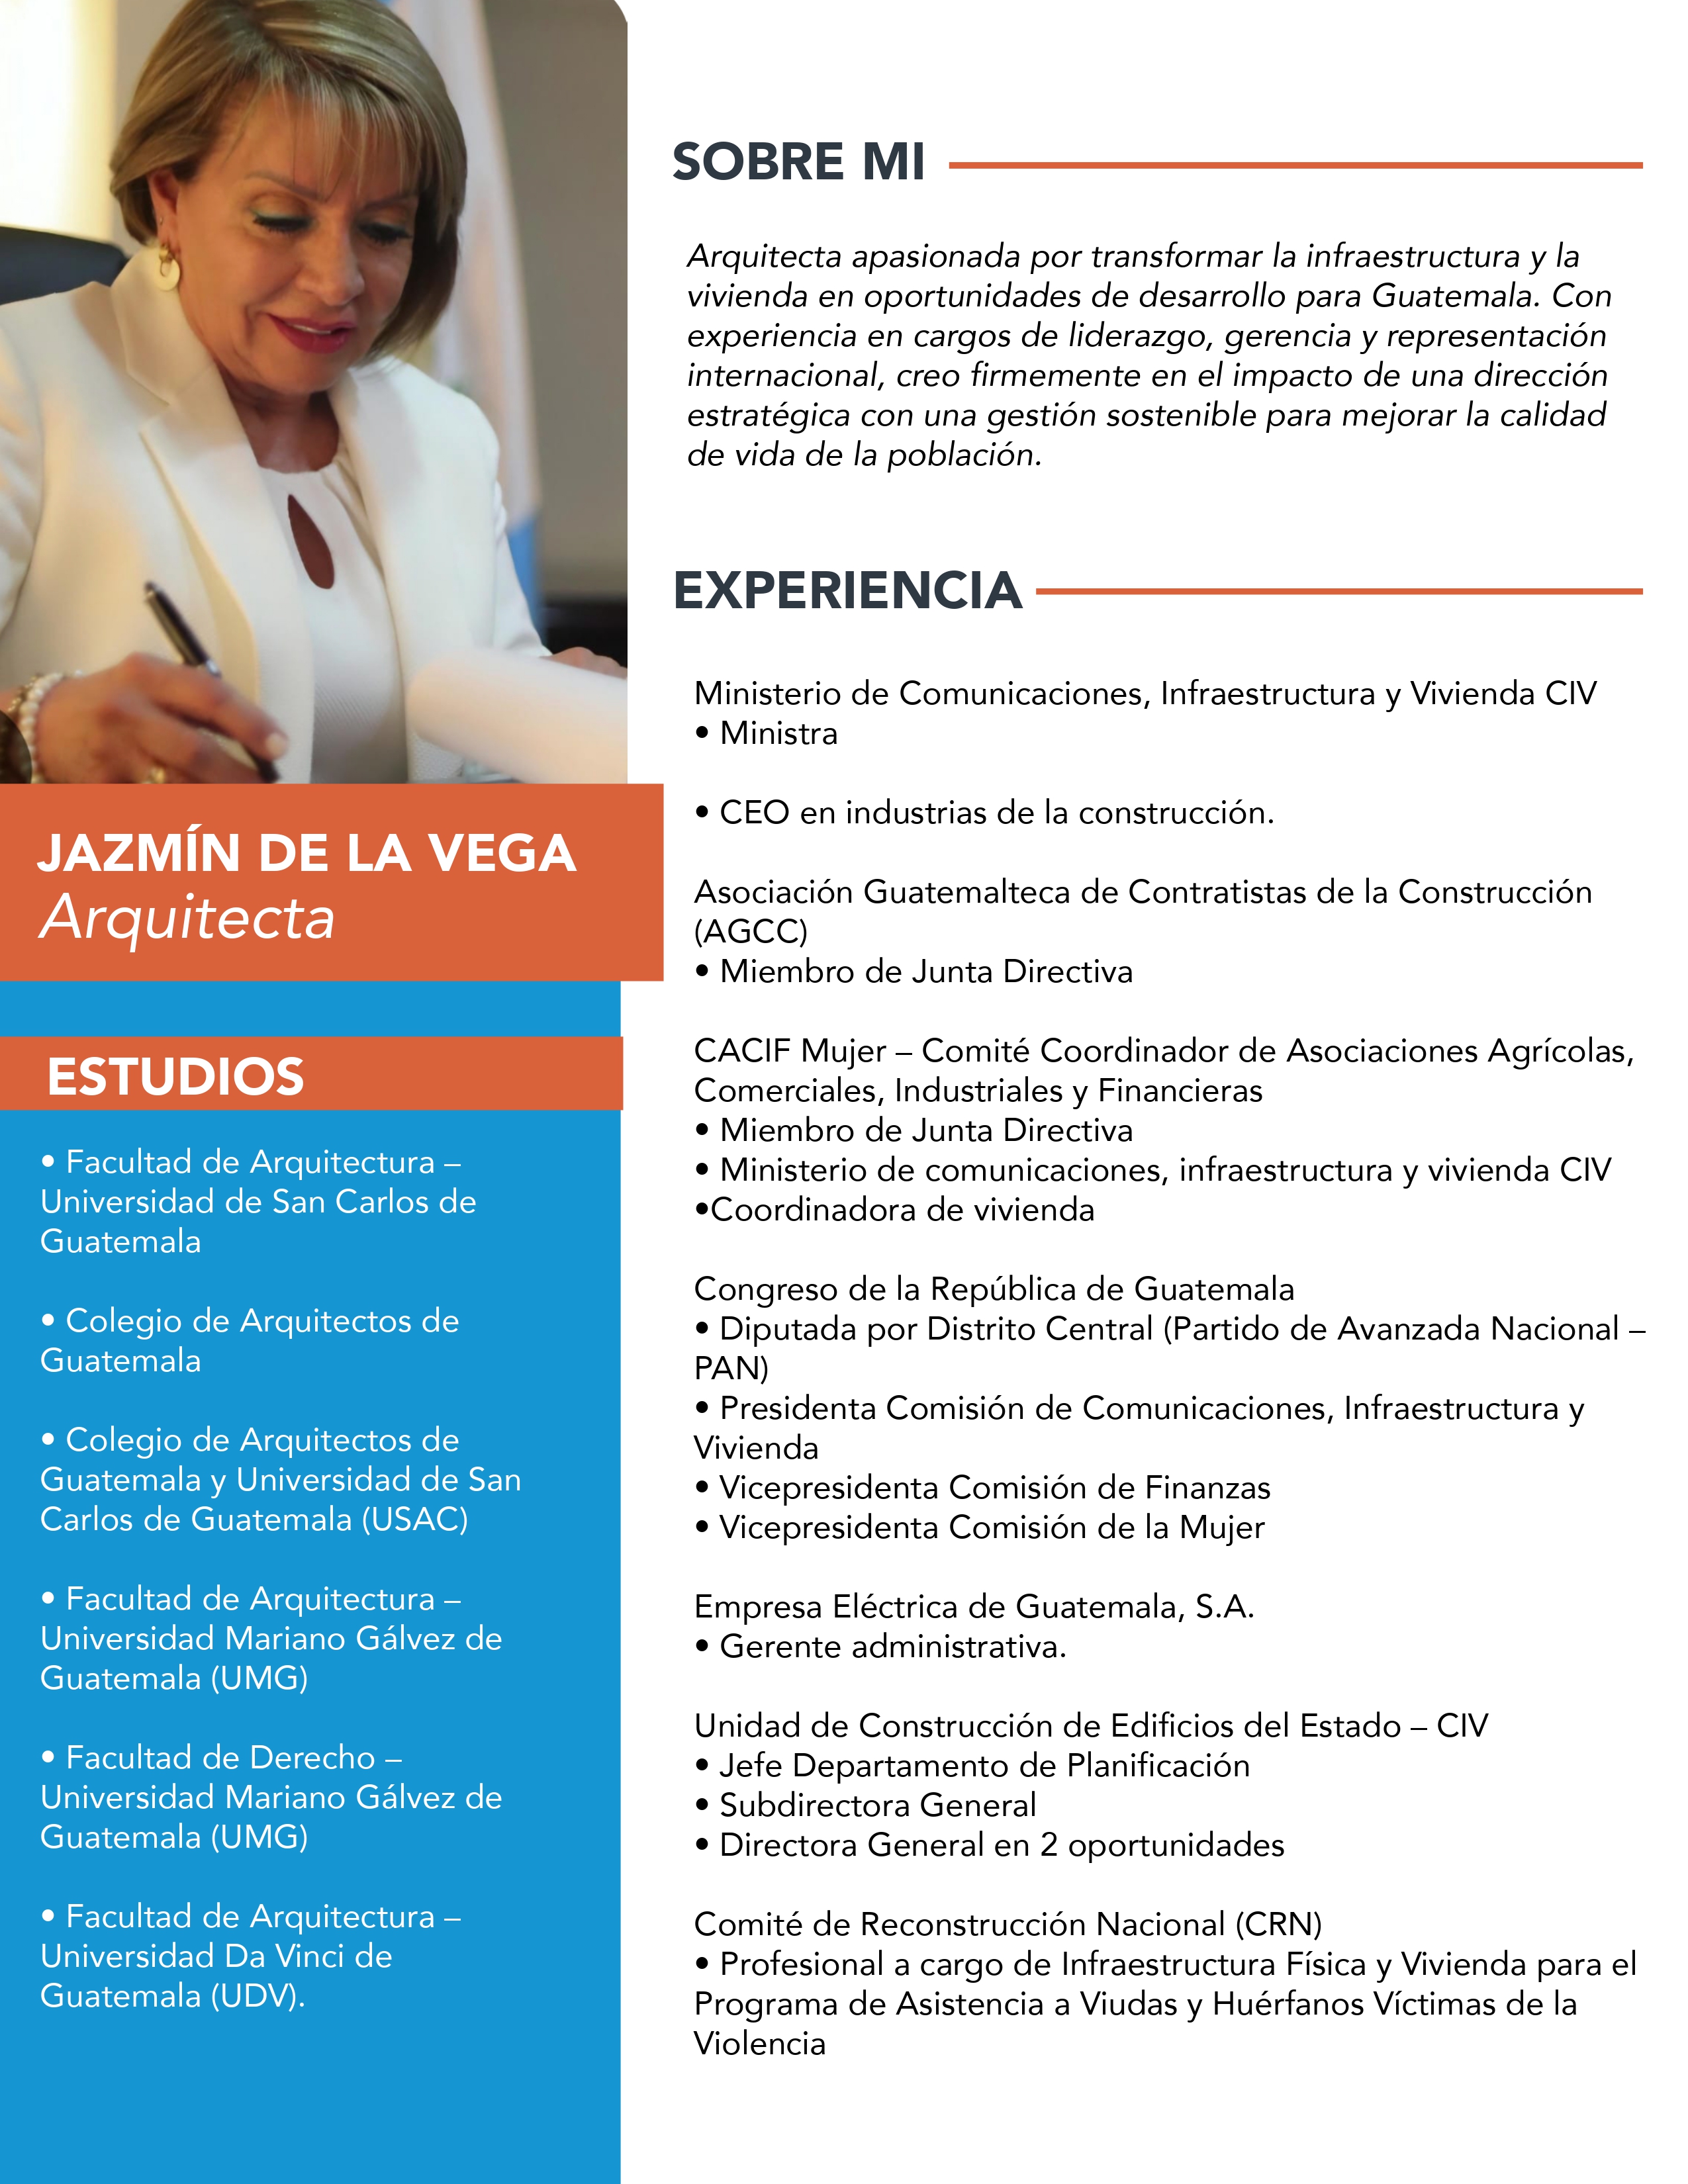 JAZMÍN DE LA VEGA
Arquitecta
ESTUDIOS
• Facultad de Arquitectura –
Universidad de San Carlos de
Guatemala
• Colegio de Arquitectos de
Guatemala
• Colegio de Arquitectos de
Guatemala y Universidad de San
Carlos de Guatemala (USAC)
• Facultad de Arquitectura –
Universidad Mariano Gálvez de
Guatemala (UMG)
• Facultad de Derecho –
Universidad Mariano Gálvez de
Guatemala (UMG)
• Facultad de Arquitectura –
Universidad Da Vinci de
Guatemala (UDV).
SOBRE MI
Arquitecta apasionada por transformar la infraestructura y la
vivienda en oportunidades de desarrollo para Guatemala. Con
experiencia en cargos de liderazgo, gerencia y representación
internacional, creo firmemente en el impacto de una dirección
estratégica con una gestión sostenible para mejorar la calidad
de vida de la población.
EXPERIENCIA
Ministerio de Comunicaciones, Infraestructura y Vivienda CIV
• Ministra
• CEO en industrias de la construcción.
Asociación Guatemalteca de Contratistas de la Construcción
(AGCC)
• Miembro de Junta Directiva
CACIF Mujer – Comité Coordinador de Asociaciones Agrícolas,
Comerciales, Industriales y Financieras
• Miembro de Junta Directiva
• Ministerio de comunicaciones, infraestructura y vivienda CIV
•Coordinadora de vivienda
Congreso de la República de Guatemala
• Diputada por Distrito Central (Partido de Avanzada Nacional –
PAN)
• Presidenta Comisión de Comunicaciones, Infraestructura y
Vivienda
• Vicepresidenta Comisión de Finanzas
• Vicepresidenta Comisión de la Mujer
Empresa Eléctrica de Guatemala, S.A.
• Gerente administrativa.
Unidad de Construcción de Edificios del Estado – CIV
• Jefe Departamento de Planificación
• Subdirectora General
• Directora General en 2 oportunidades
Comité de Reconstrucción Nacional (CRN)
• Profesional a cargo de Infraestructura Física y Vivienda para el
Programa de Asistencia a Viudas y Huérfanos Víctimas de la
Violencia